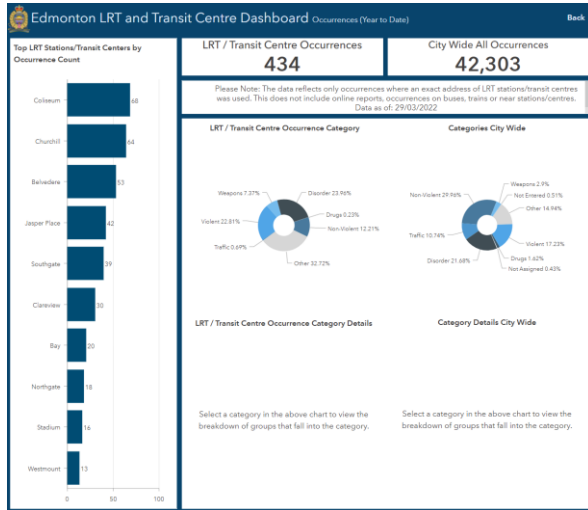 Edmonton LRT and Transit Centre Dashboard Occurrences (Year to Date)
Back
Top LRT Stations/Transit Centers by
Occurrence Count
Coliseum 68
Churchill 64
Belvedere 53
Jasper Place 42
Southgate 39
Clareview 30
Bay 20
Northgate 18
Stadium 16
Westmount 13
0 50 100
LRT / Transit Centre Occurrences
434
City Wide All Occurrences
42,303
Please Note: The data reflects only occurrences where an exact address of LRT stations/transit centres
was used. This does not include online reports, occurrences on buses, trains or near stations/centres.
Data as of: 29/03/2022
LRT / Transit Centre Occurrence Category
Weapons 7.37%
Disorder 23.96%
Drugs 0.23%
Violent 22.81%
Non-Violent 12.21%
Traffic 0.69%
Other 32.72%
Categories City Wide
Weapons 2.9%
Non-Violent 29.96%
Not Entered 0.51%
Other 14.94%
Traffic 10.74%
Violent 17.23%
Disorder 21.68%
Drugs 1.62%
Not Assigned 0.43%
LRT / Transit Centre Occurrence Category Details
Select a category in the above chart to view the
breakdown of groups that fall into the category.
Category Details City Wide
Select a category in the above chart to view the
breakdown of groups that fall into the category.